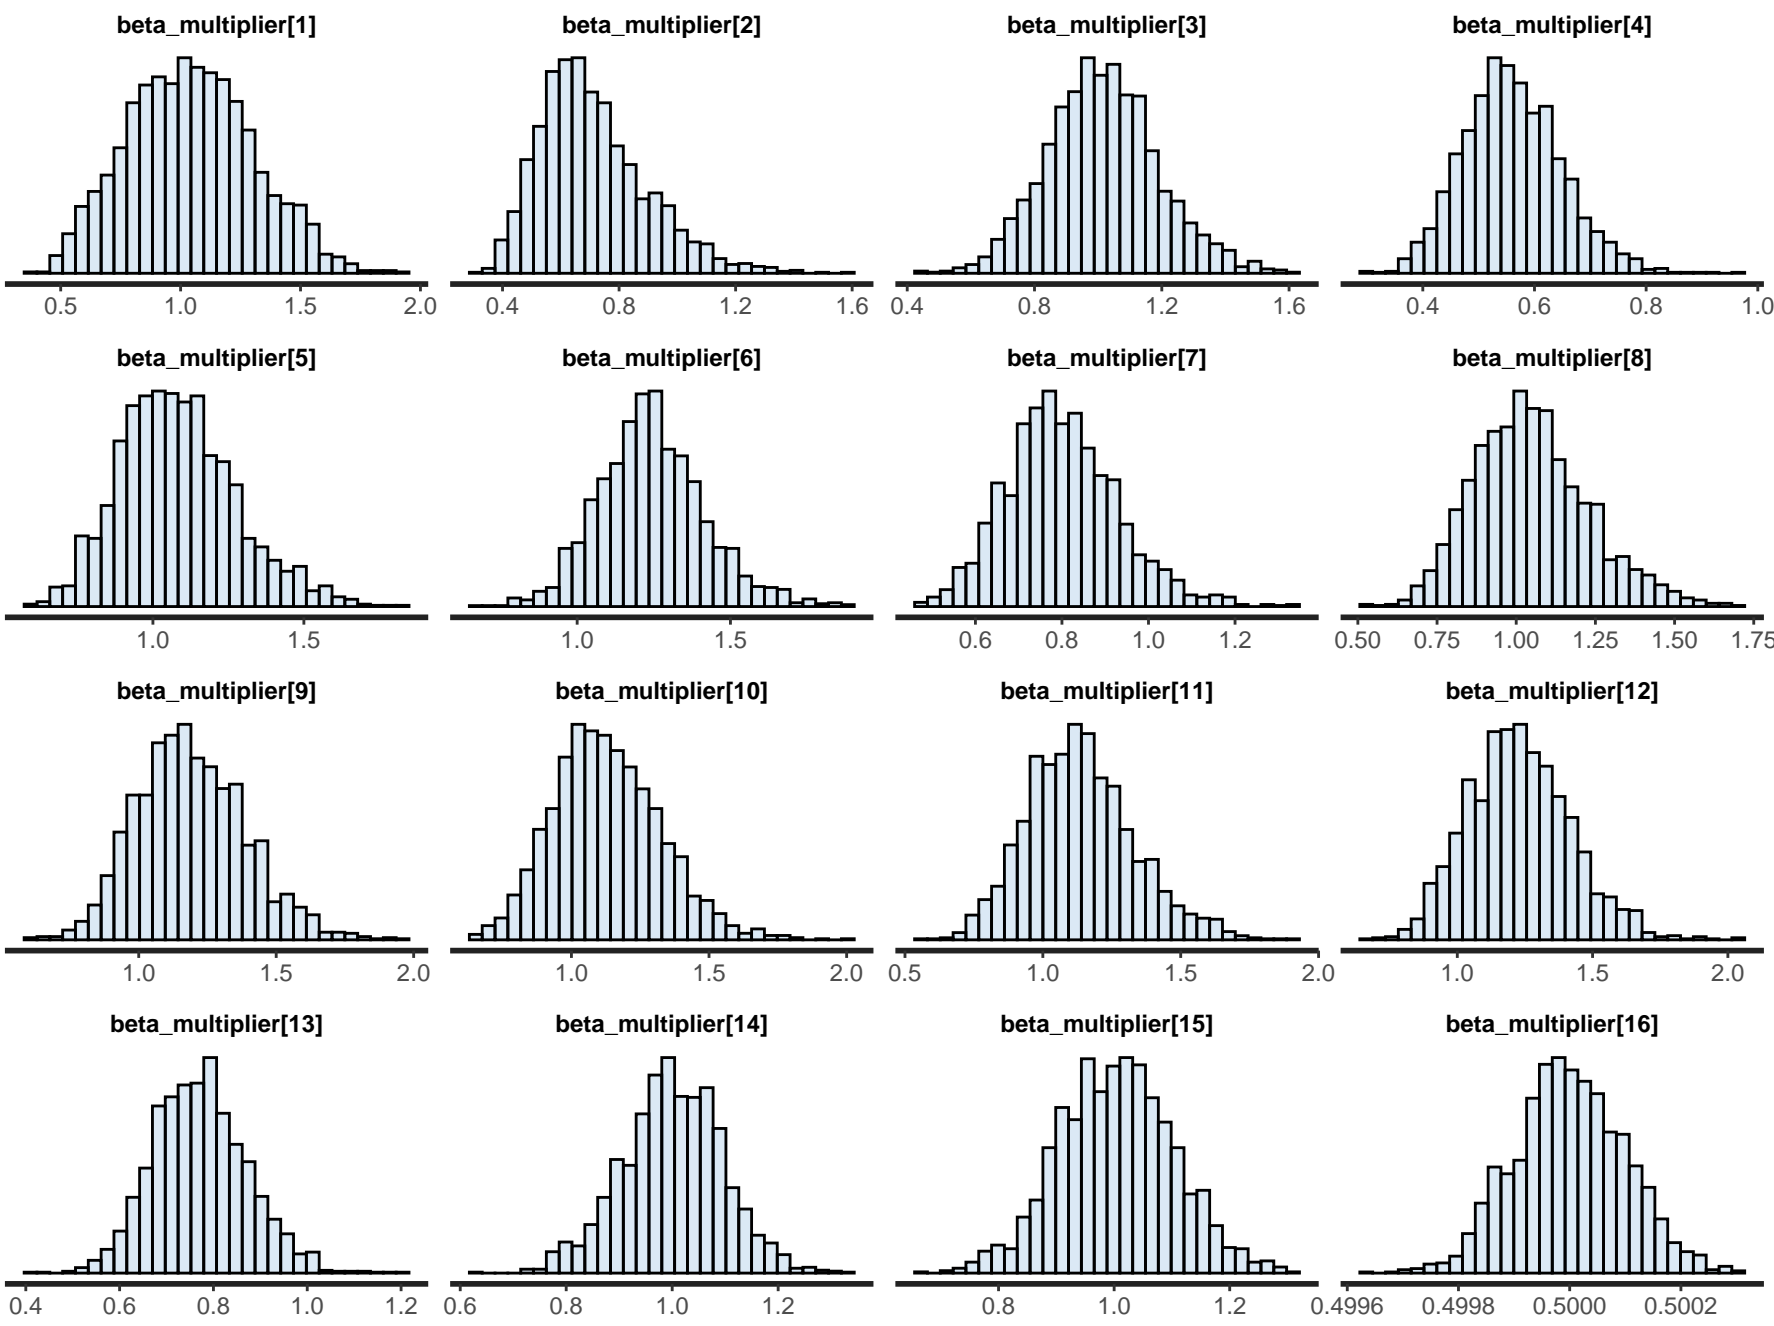 beta_multiplier[1] beta_multiplier[2] beta_multiplier[3] beta_multiplier[4]
0.5 1.0 1.5 2.0 0.4 0.8 1.2 1.6 0.4 0.8 1.2 1.6 0.4 0.6 0.8 1.0
beta_multiplier[5] beta_multiplier[6] beta_multiplier[7] beta_multiplier[8]
1.0 1.5 1.0 1.5 0.6 0.8 1.0 1.2 0.50 0.75 1.00 1.25 1.50 1.75
beta_multiplier[9] beta_multiplier[10] beta_multiplier[11] beta_multiplier[12]
1.0 1.5 2.0 1.0 1.5 2.0 0.5 1.0 1.5 2.0 1.0 1.5 2.0
beta_multiplier[13] beta_multiplier[14] beta_multiplier[15] beta_multiplier[16]
0.4 0.6 0.8 1.0 1.2 0.6 0.8 1.0 1.2 0.8 1.0 1.2 0.4996 0.4998 0.5000 0.5002